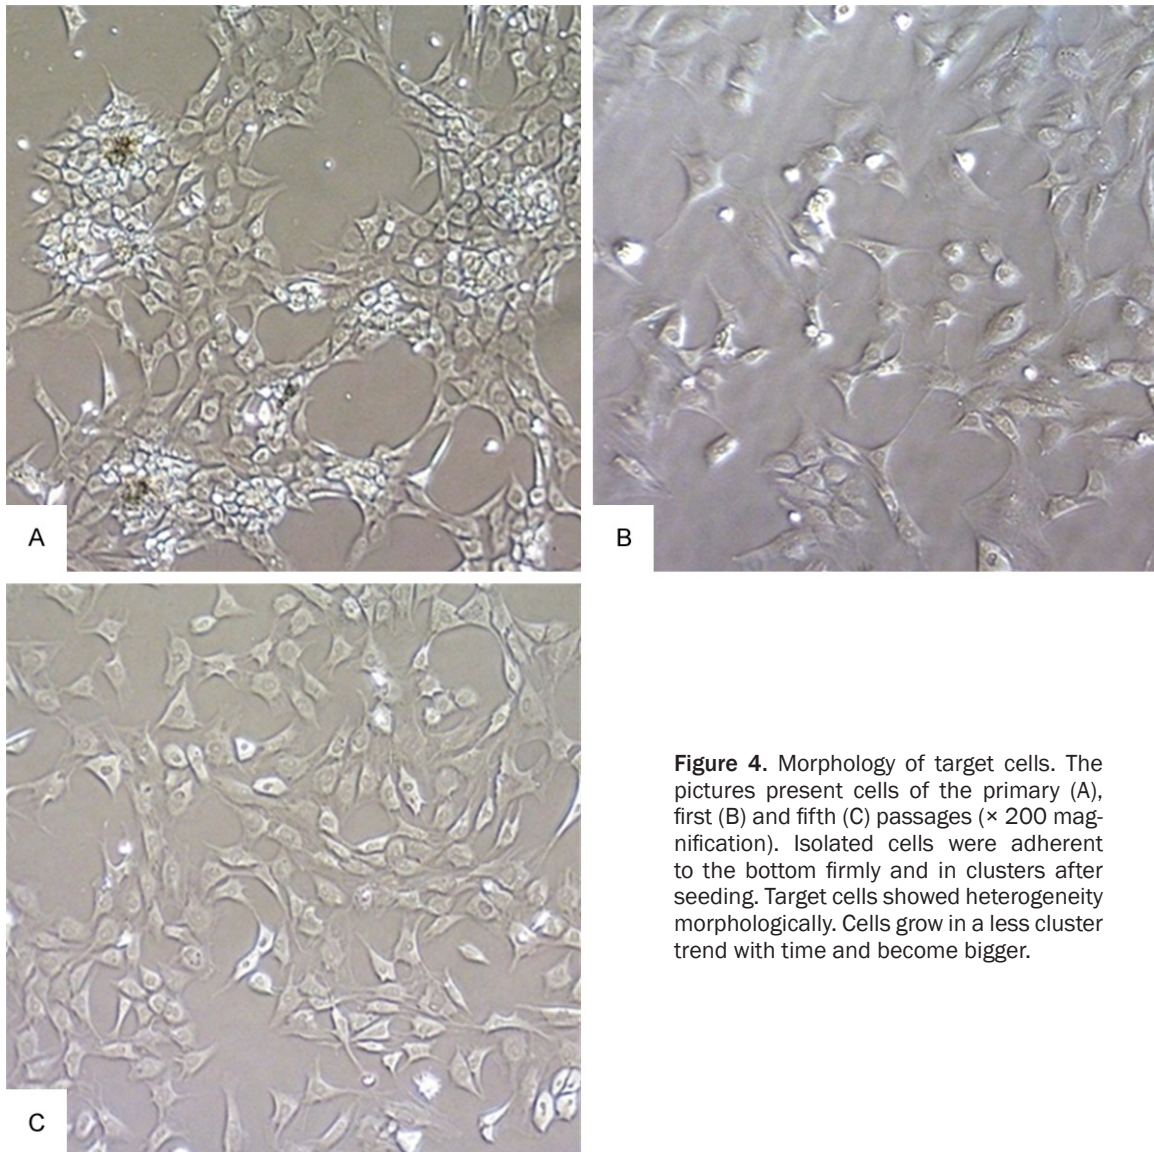 A
B
C
Figure 4. Morphology of target cells. The
pictures present cells of the primary (A),
first (B) and fifth (C) passages (× 200 mag-
nification). Isolated cells were adherent
to the bottom firmly and in clusters after
seeding. Target cells showed heterogeneity
morphologically. Cells grow in a less cluster
trend with time and become bigger.